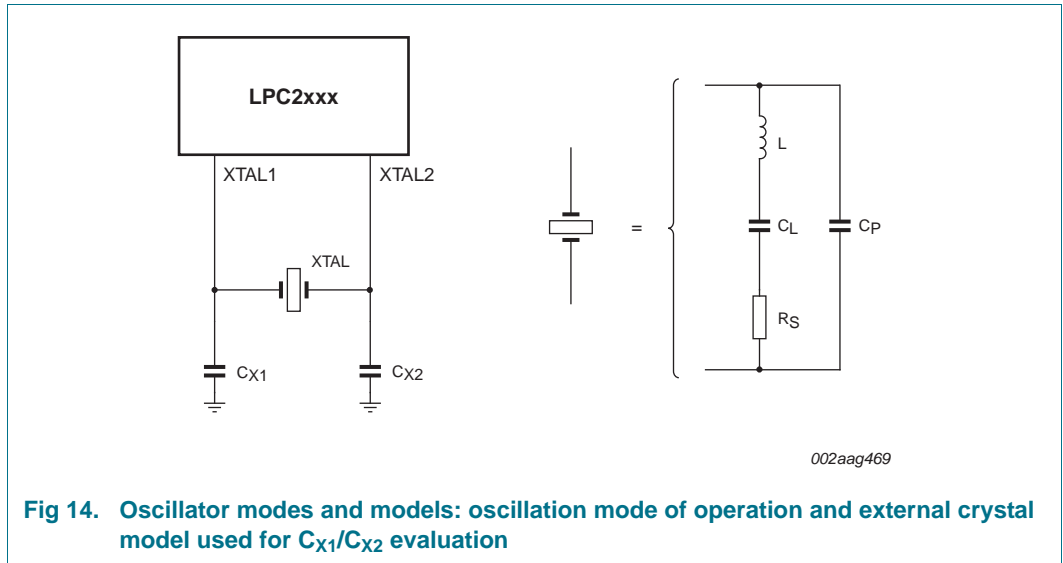 LPC2xxx
XTAL1
XTAL2
XTAL
CX1
CX2
=
L
CL
CP
RS
002aag469
Fig 14. Oscillator modes and models: oscillation mode of operation and external crystal
model used for CX1/CX2 evaluation